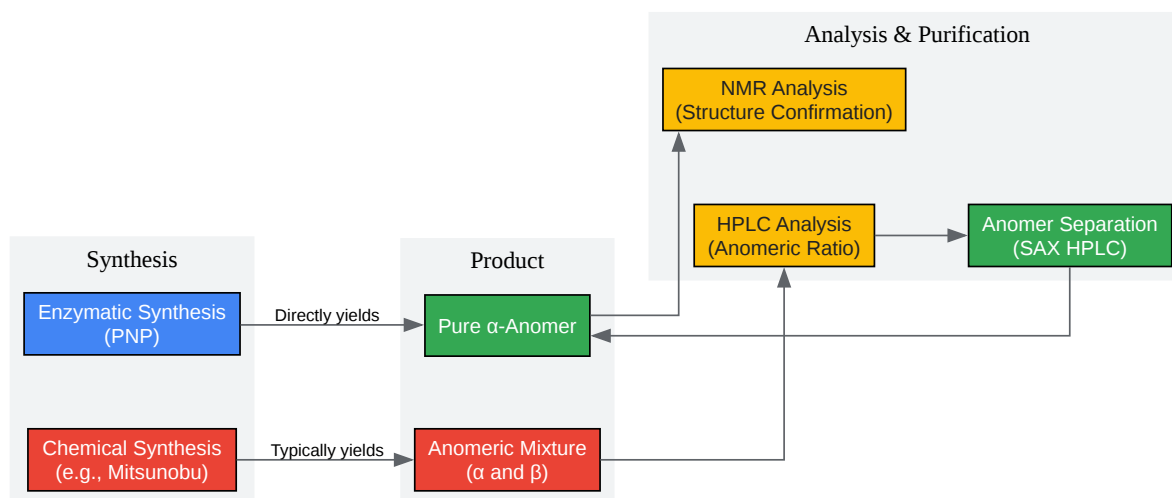 Analysis & Purification
NMR Analysis
(Structure Confirmation)
HPLC Analysis
(Anomeric Ratio)
Anomer Separation
(SAX HPLC)
Synthesis
Enzymatic Synthesis
(PNP)
Directly yields
Chemical Synthesis
(e.g., Mitsunobu)
Typically yields
Product
Pure α-Anomer
Anomeric Mixture
(α and β)